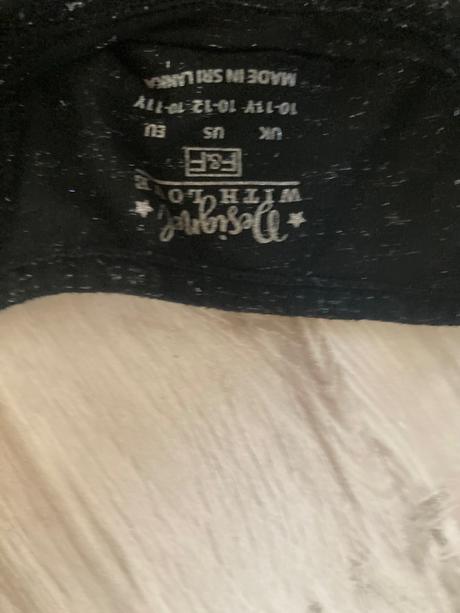 Designed
WITH LOVE
F&F
UK US EU
10-11Y 10-12 10-11Y
MADE IN SRI LANKA